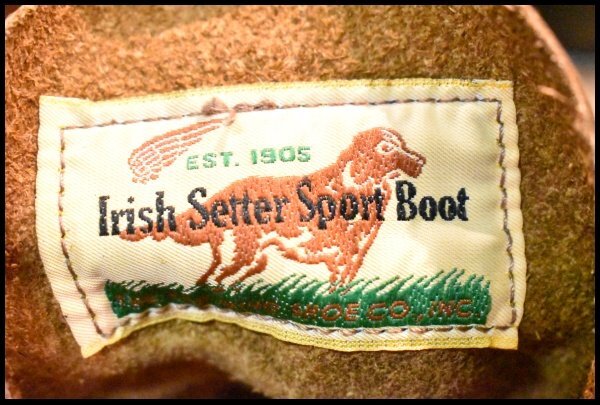 EST. 1905
Irish Setter Sport Boot
SHOE CO., INC.